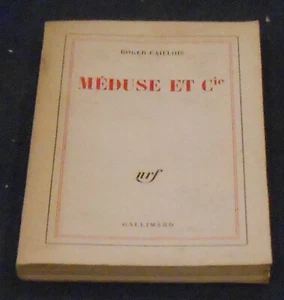 ROGER CAILLOIS
MÉDUSE ET Cie
nrf
GALLIMARD